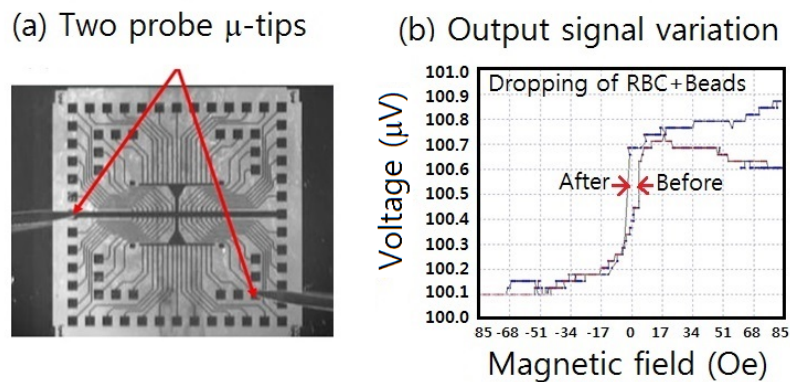 (a) Two probe μ-tips
(b) Output signal variation
Dropping of RBC+Beads
After
Before
Voltage (μV)
101.0
100.9
100.8
100.7
100.6
100.5
100.4
100.3
100.2
100.1
100.0
85 -68 -51 -34 -17 0 17 34 51 68 85
Magnetic field (Oe)